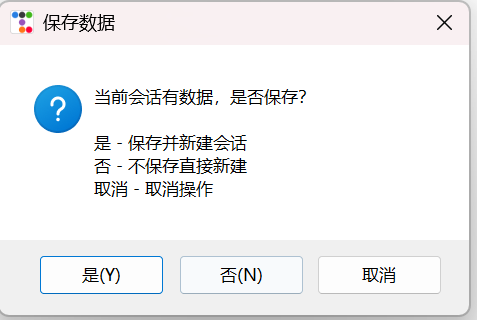 保存数据
当前会话有数据，是否保存？
是 - 保存并新建会话
否 - 不保存直接新建
取消 - 取消操作
是(Y)
否(N)
取消